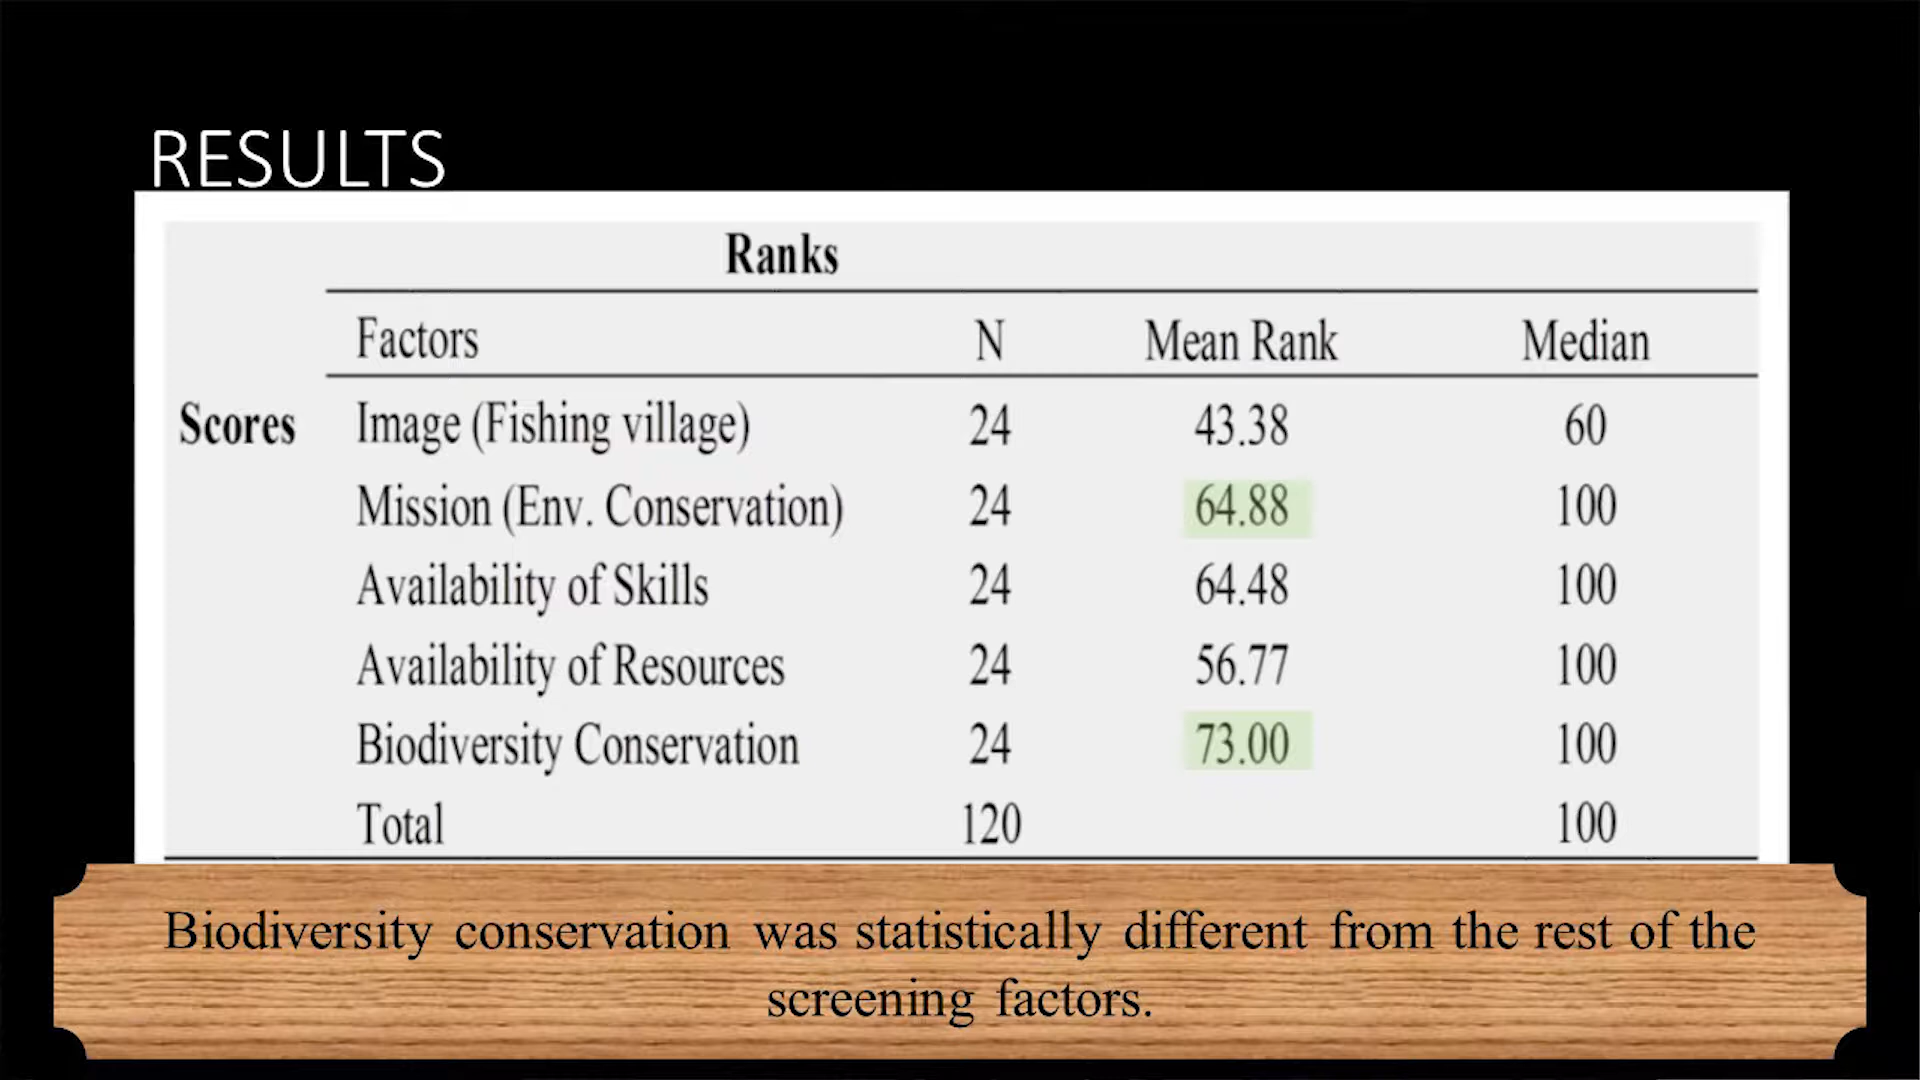 RESULTS
Ranks
Factors N Mean Rank Median
Scores Image (Fishing village) 24 43.38 60
Mission (Env. Conservation) 24 64.88 100
Availability of Skills 24 64.48 100
Availability of Resources 24 56.77 100
Biodiversity Conservation 24 73.00 100
Total 120 100
Biodiversity conservation was statistically different from the rest of the
screening factors.